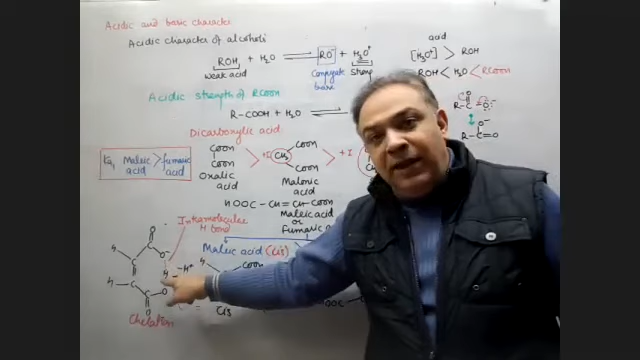 Acidic and basic character
Acidic character of alcohols
ROH + H₂O ⇌ RO⁻ + H₃O⁺
weak acid
Conjugate base
strong
acid
[H₃O⁺] > ROH
ROH < H₂O < RCOOH
Acidic strength of RCOOH
R-COOH + H₂O
R-C=O
R-C=O
O⁻
Dicarboxylic acid
Ka₁ Maleic acid > fumaric acid
COOH
COOH
Oxalic acid
+I
CH₂
COOH
COOH
Malonic acid
+I
HOOC-CH=CH-COOH
Maleic acid
or
Fumaric
Intramolecular
H bond
Maleic acid (cis)
H
H
C
O
O⁻
H
-H⁺
C
O
O
Chelation
H
COOH
=
cis